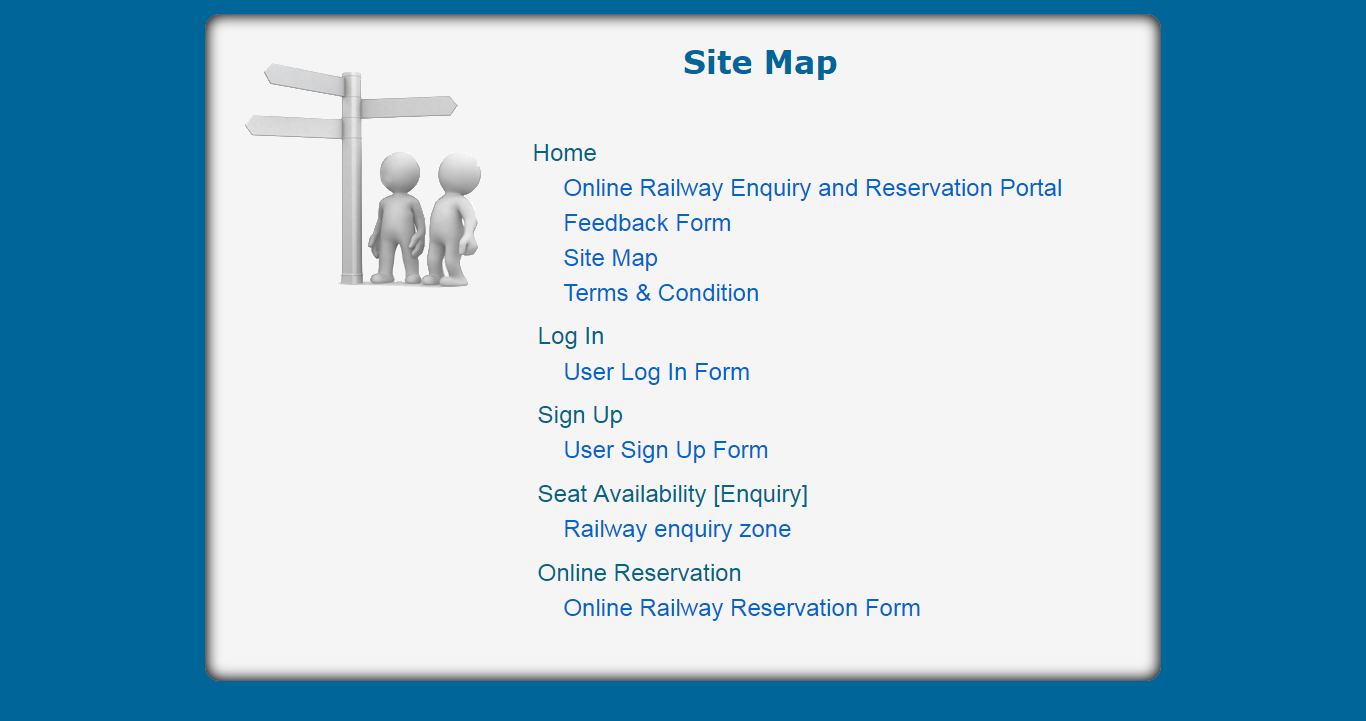 Site Map
Home
Online Railway Enquiry and Reservation Portal
Feedback Form
Site Map
Terms & Condition
Log In
User Log In Form
Sign Up
User Sign Up Form
Seat Availability [Enquiry]
Railway enquiry zone
Online Reservation
Online Railway Reservation Form